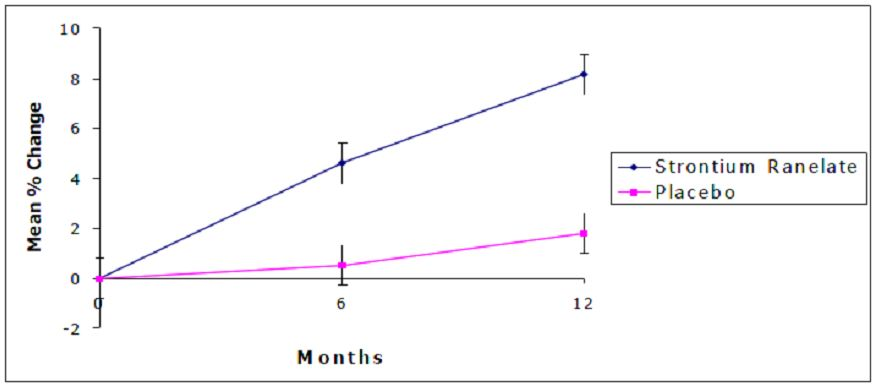 10
8
6
4
2
0
-2
Mean % Change
0 6 12
Months
Strontium Ranelate
Placebo